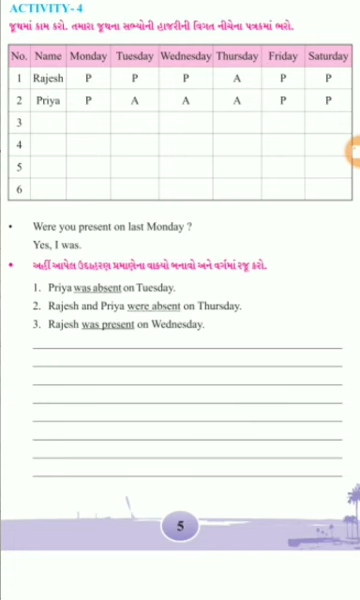 ACTIVITY- 4
જૂથમાં કામ કરો. તમારા જૂથના સભ્યોની હાજરીની વિગત નીચેના પત્રકમાં ભરો.
No. Name Monday Tuesday Wednesday Thursday Friday Saturday
1 Rajesh P P P A P P
2 Priya P A A A P P
3
4
5
6
• Were you present on last Monday ?
Yes, I was.
• અહીં આપેલ ઉદાહરણ પ્રમાણેના વાક્યો બનાવો અને વર્ગમાં રજૂ કરો.
1. Priya was absent on Tuesday.
2. Rajesh and Priya were absent on Thursday.
3. Rajesh was present on Wednesday.
5